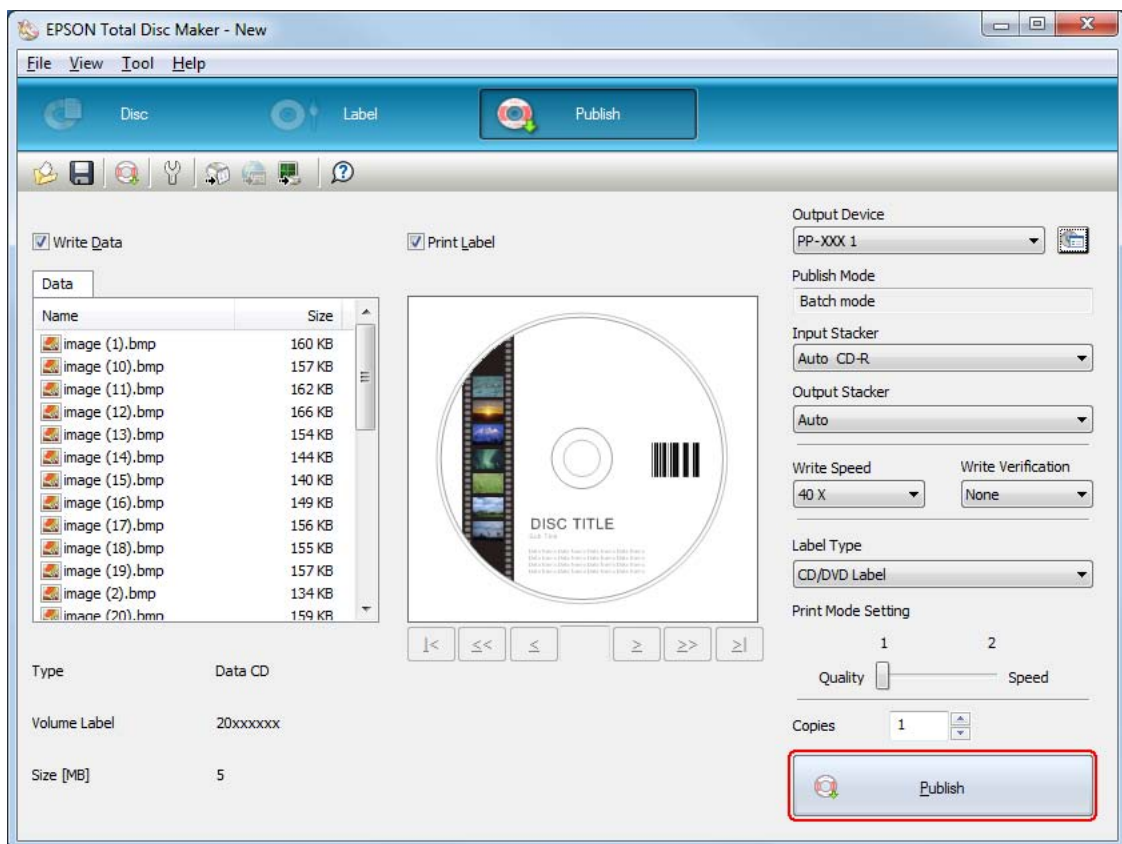 EPSON Total Disc Maker - New
File View Tool Help
Disc Label Publish
Write Data
Data
Name Size
image (1).bmp 160 KB
image (10).bmp 157 KB
image (11).bmp 162 KB
image (12).bmp 166 KB
image (13).bmp 154 KB
image (14).bmp 144 KB
image (15).bmp 140 KB
image (16).bmp 149 KB
image (17).bmp 156 KB
image (18).bmp 155 KB
image (19).bmp 157 KB
image (2).bmp 134 KB
image (20).bmp 159 KB
Type Data CD
Volume Label 20xxxxxx
Size [MB] 5
Print Label
DISC TITLE
Sub Title
|< << < > >> >|
Output Device
PP-XXX 1
Publish Mode
Batch mode
Input Stacker
Auto CD-R
Output Stacker
Auto
Write Speed Write Verification
40 X None
Label Type
CD/DVD Label
Print Mode Setting
1 2
Quality Speed
Copies 1
Publish